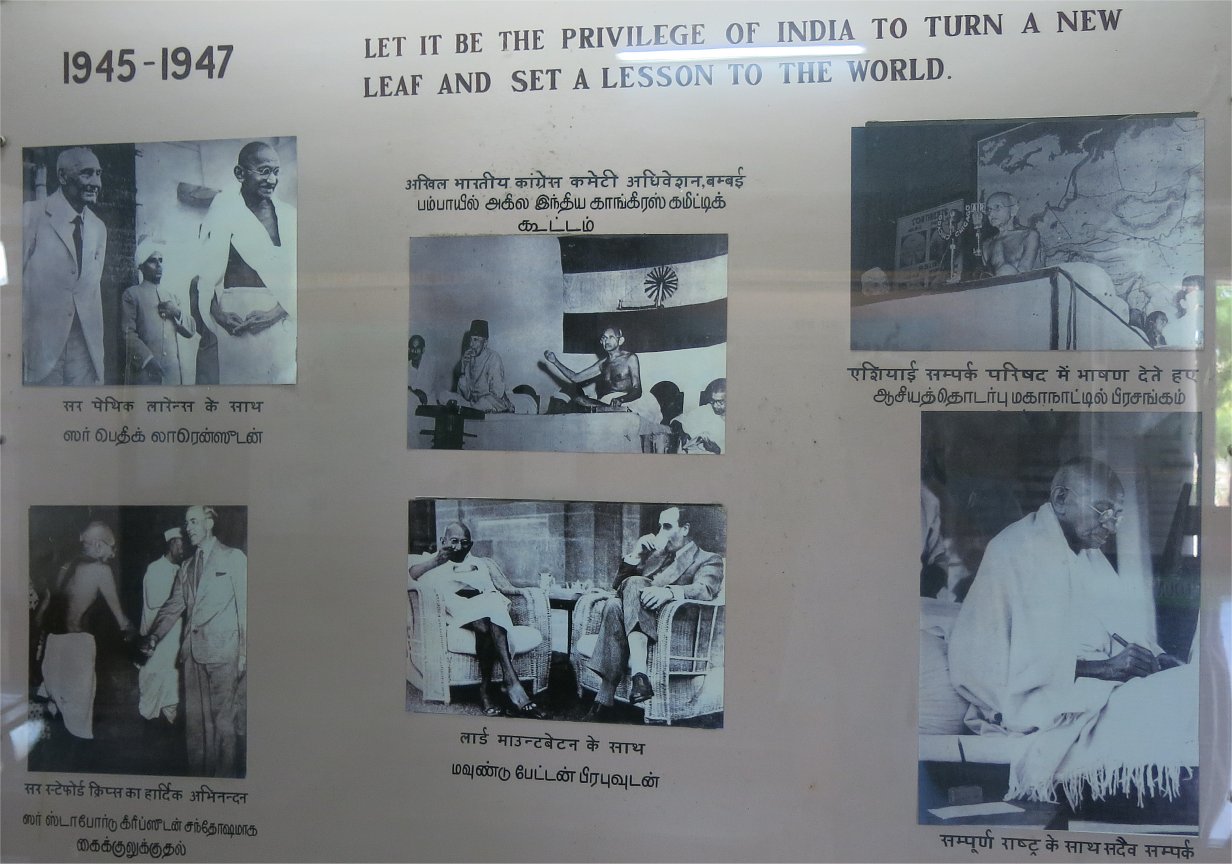 1945-1947
LET IT BE THE PRIVILEGE OF INDIA TO TURN A NEW
LEAF AND SET A LESSON TO THE WORLD.
सर पेथिक लारेन्स के साथ
ஸர் பெதிக் லாரென்ஸுடன்
अखिल भारतीय कांग्रेस कमेटी अधिवेशन, बम्बई
பம்பாயில் அகில இந்திய காங்கிரஸ் கமிட்டிக்
கூட்டம்
एशियाई सम्पर्क परिषद में भाषण देते हुए
ஆசியத்தொடர்பு மகாநாட்டில் பிரசங்கம்
सर स्टेफोर्ड क्रिप्स का हार्दिक अभिनन्दन
ஸர் ஸ்டாபோர்டு கிரிப்ஸுடன் சந்தோஷமாக
கைக்குலுக்குதல்
लार्ड माउन्टबेटन के साथ
மவுண்டு பேட்டன் பிரபுவுடன்
सम्पूर्ण राष्ट्र के साथ सदैव सम्पर्क